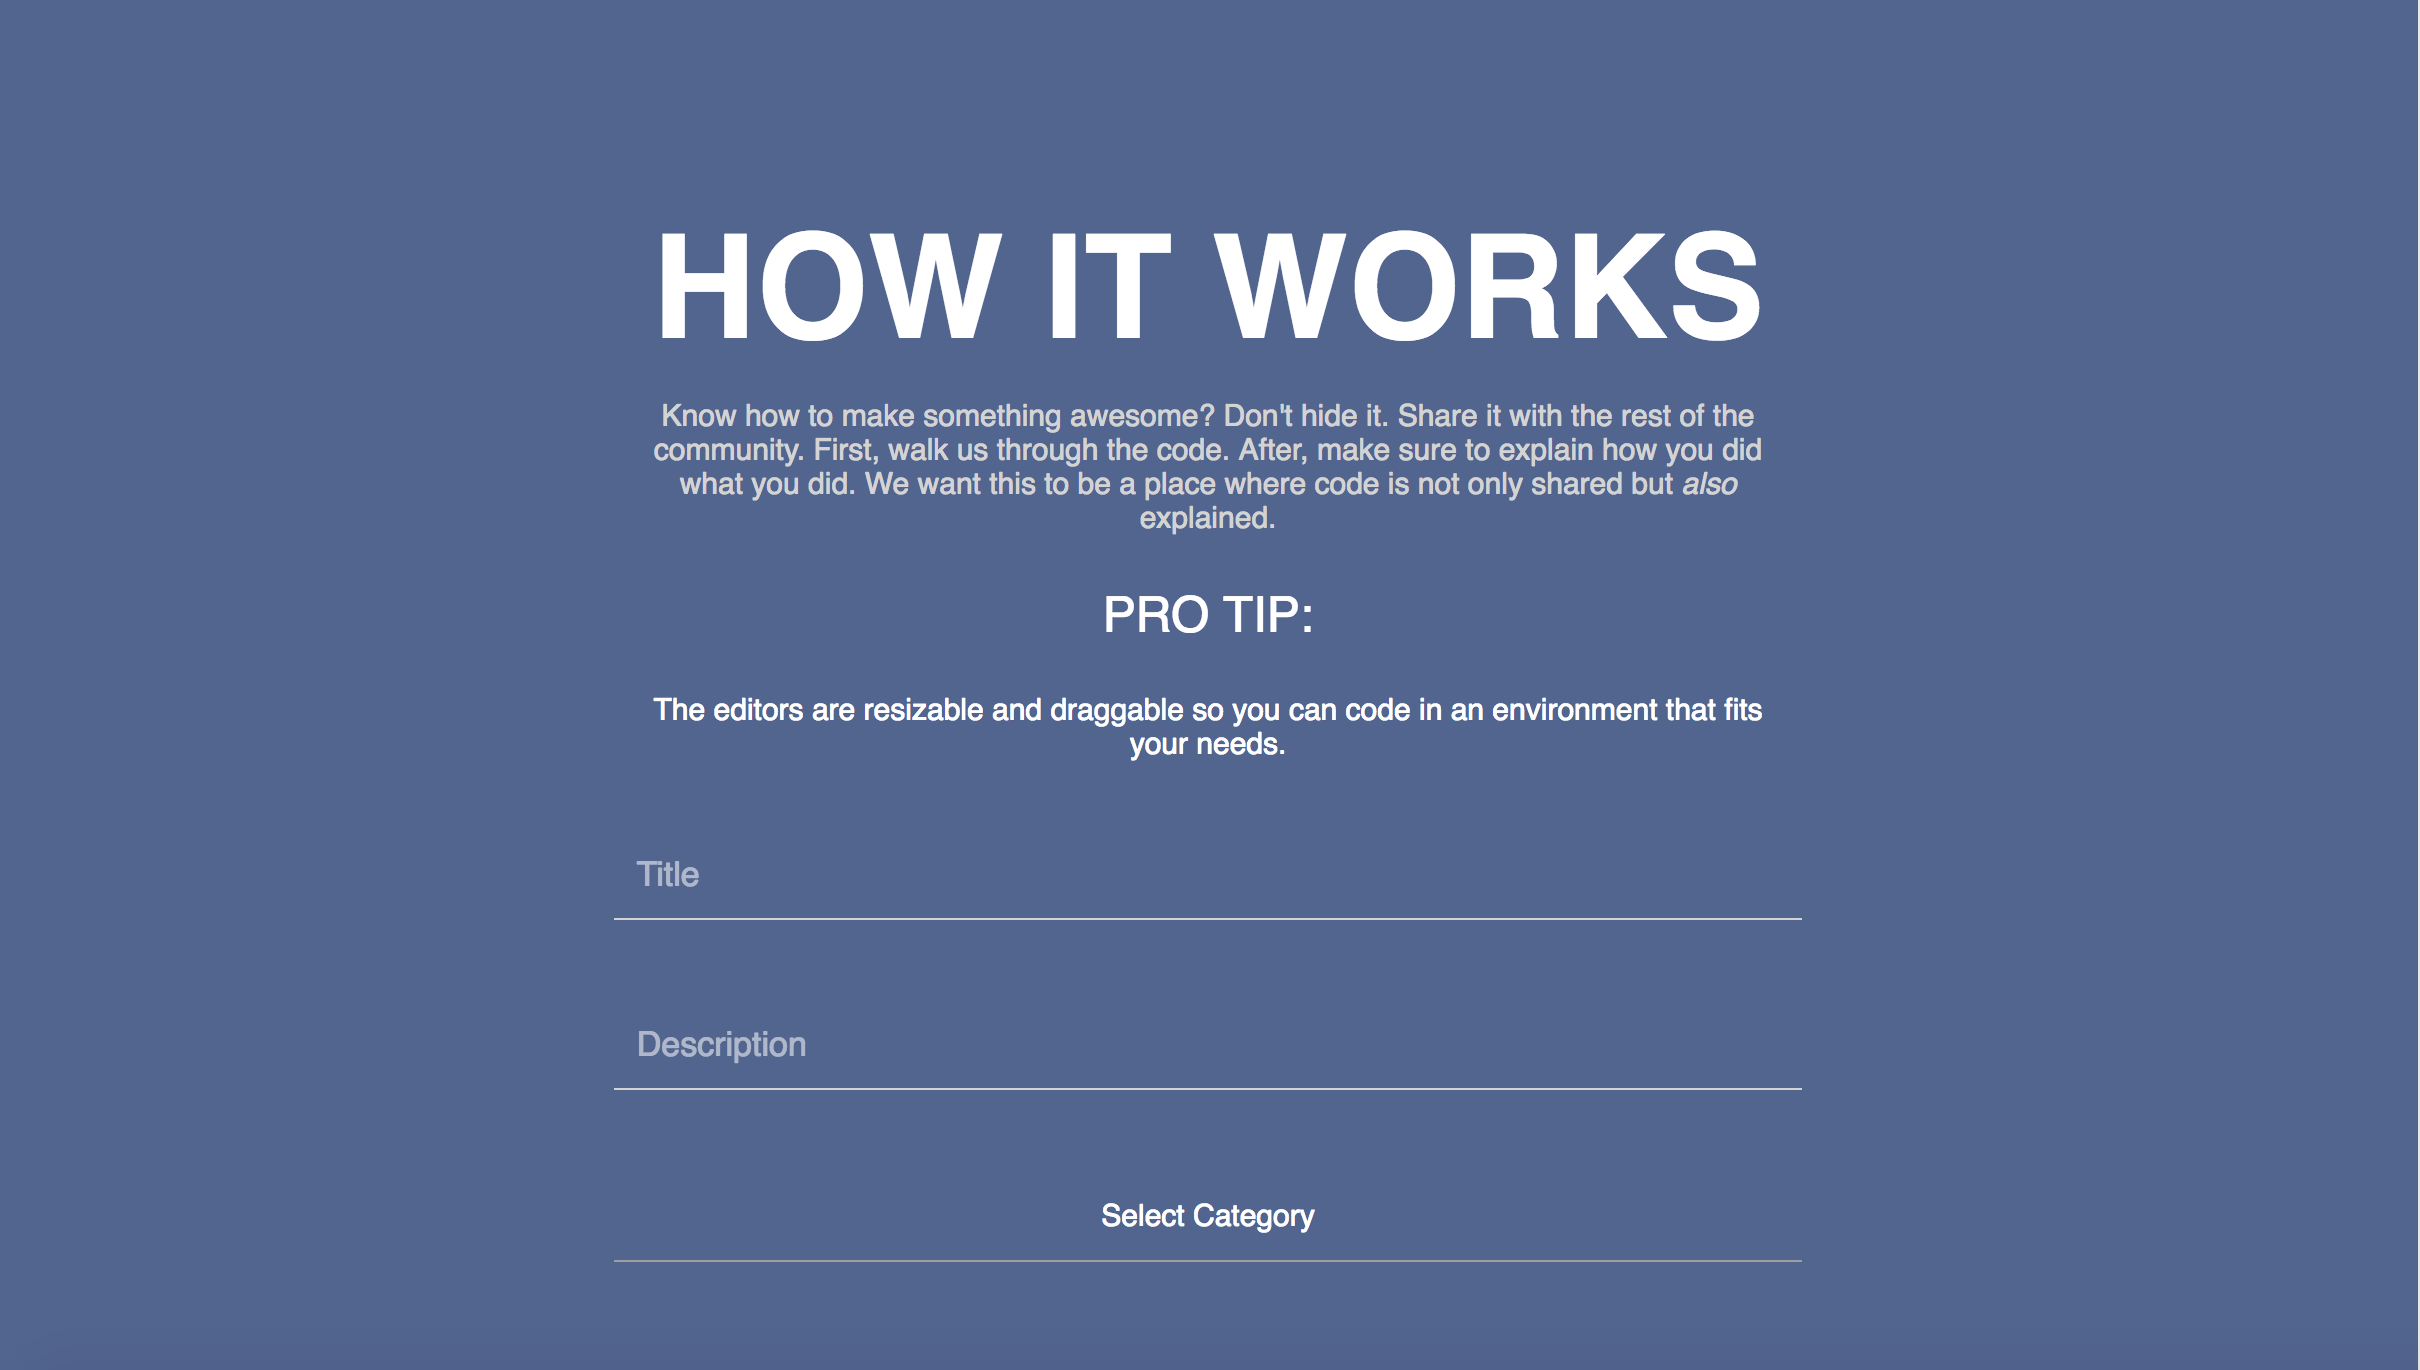 HOW IT WORKS
Know how to make something awesome? Don't hide it. Share it with the rest of the
community. First, walk us through the code. After, make sure to explain how you did
what you did. We want this to be a place where code is not only shared but also
explained.
PRO TIP:
The editors are resizable and draggable so you can code in an environment that fits
your needs.
Title
Description
Select Category